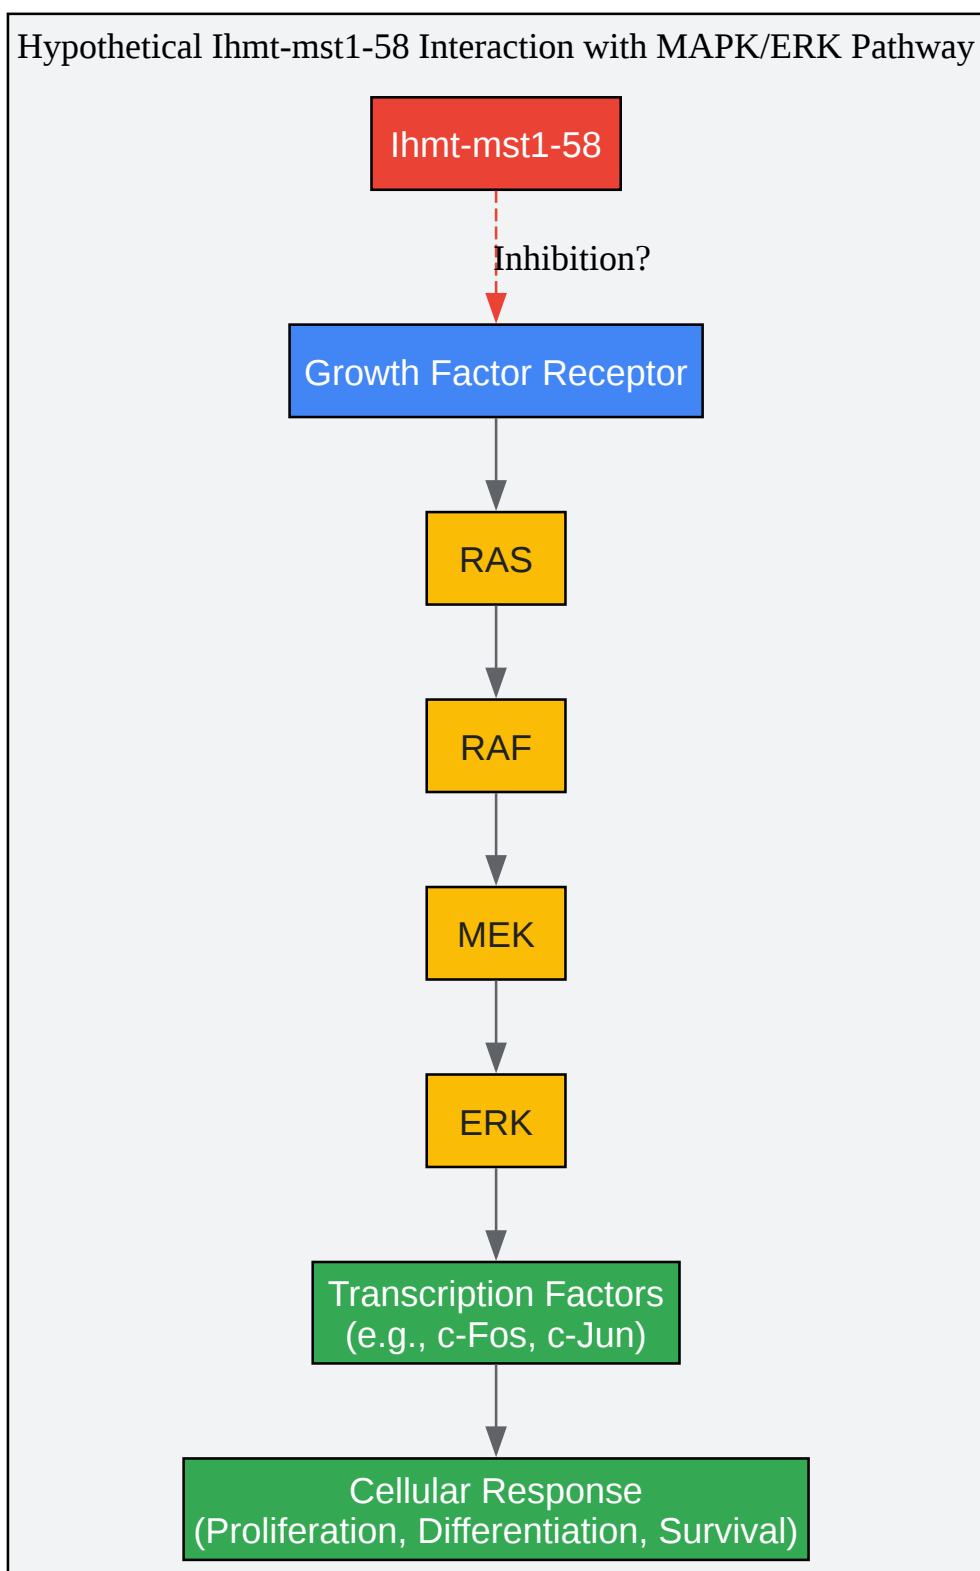 Hypothetical Ihmt-mst1-58 Interaction with MAPK/ERK Pathway
Ihmt-mst1-58
Inhibition?
Growth Factor Receptor
RAS
RAF
MEK
ERK
Transcription Factors
(e.g., c-Fos, c-Jun)
Cellular Response
(Proliferation, Differentiation, Survival)